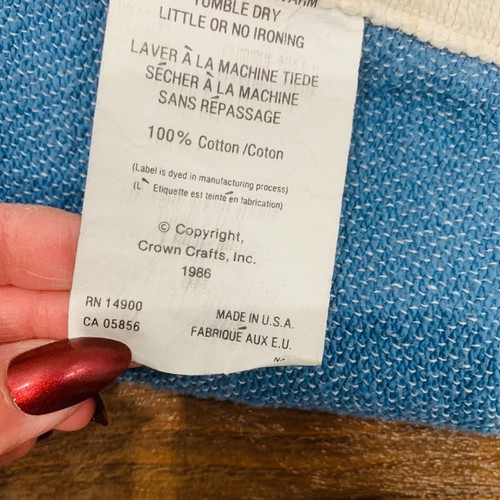 TUMBLE DRY
LITTLE OR NO IRONING
LAVER À LA MACHINE TIEDE
SÉCHER À LA MACHINE
SANS RÉPASSAGE
100% Cotton /Coton
(Label is dyed in manufacturing process)
(L` Etiquette est teinté en fabrication)
© Copyright,
Crown Crafts, Inc.
1986
RN 14900
CA 05856
MADE IN U.S.A.
FABRIQUÉ AUX E.U.